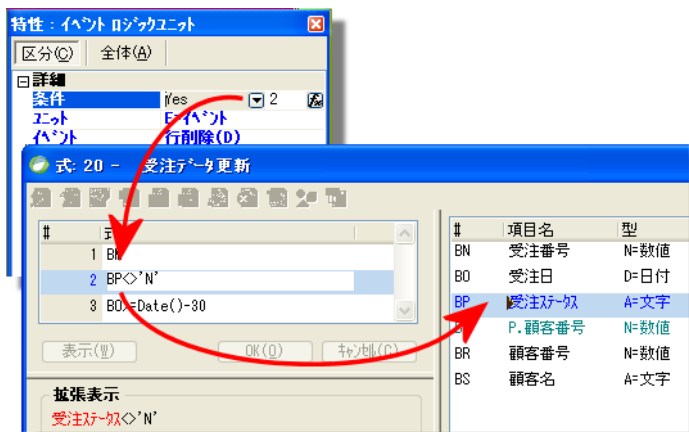 特性：ｲﾍﾞﾝﾄ ﾛｼﾞｯｸﾕﾆｯﾄ
区分(C) 全体(A)
詳細
条件 Yes 2
ﾕﾆｯﾄ E=ｲﾍﾞﾝﾄ
ｲﾍﾞﾝﾄ 行削除(D)
式: 20 - 受注ﾃﾞｰﾀ更新
# 式
1 BN
2 BP<>'N'
3 BO>=Date()-30
表示(W) OK(O) ｷｬﾝｾﾙ(C)
拡張表示
受注ｽﾃｰﾀｽ<>'N'
# 項目名 型
BN 受注番号 N=数値
BO 受注日 D=日付
BP 受注ｽﾃｰﾀｽ A=文字
P.顧客番号 N=数値
BR 顧客番号 N=数値
BS 顧客名 A=文字